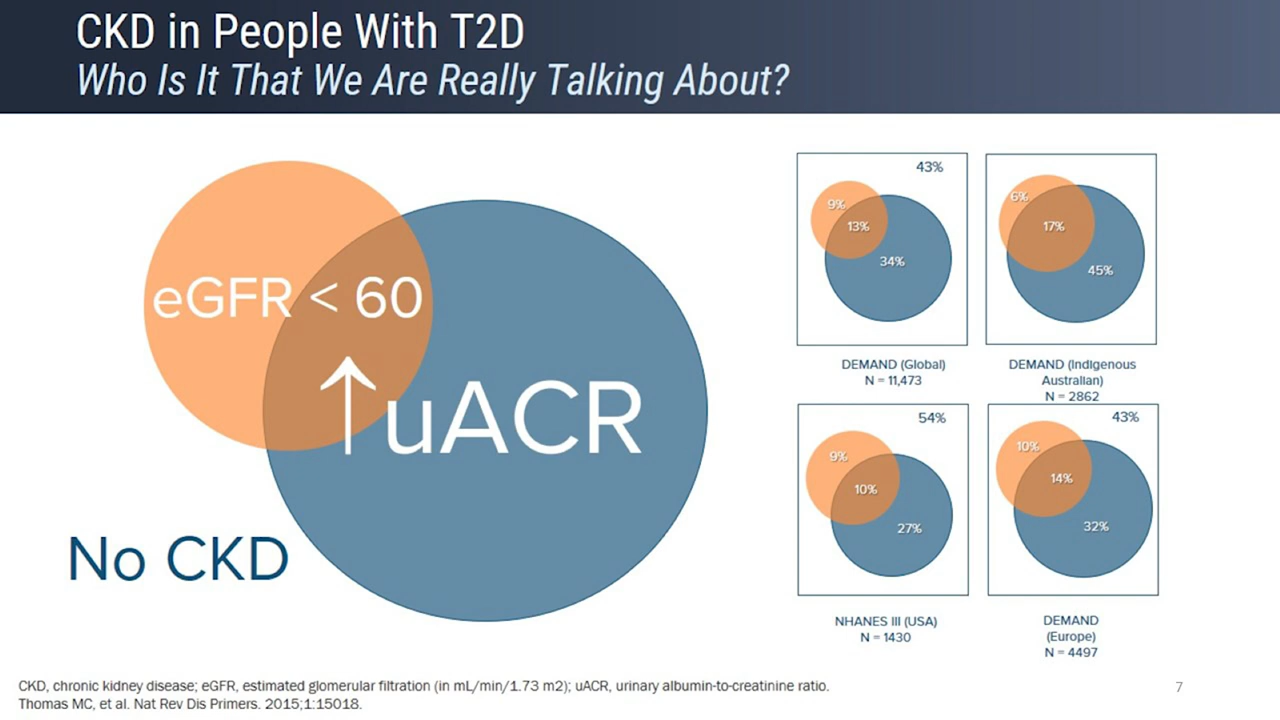 CKD in People With T2D
Who Is It That We Are Really Talking About?
eGFR < 60
↑uACR
No CKD
43%
9%
13%
34%
DEMAND (Global)
N = 11,473
6%
17%
45%
DEMAND (Indigenous
Australian)
N = 2862
54%
9%
10%
27%
NHANES III (USA)
N = 1430
43%
10%
14%
32%
DEMAND
(Europe)
N = 4497
CKD, chronic kidney disease; eGFR, estimated glomerular filtration (in mL/min/1.73 m2); uACR, urinary albumin-to-creatinine ratio.
Thomas MC, et al. Nat Rev Dis Primers. 2015;1:15018.
7